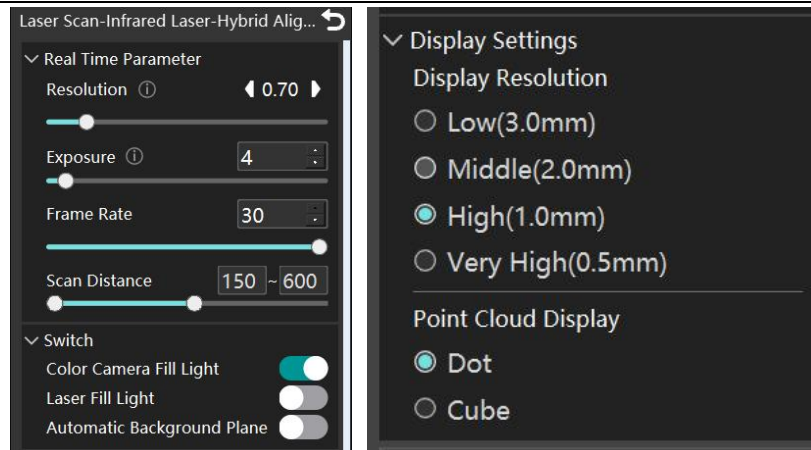 Laser Scan-Infrared Laser-Hybrid Alig...
Real Time Parameter
Resolution ⓘ 0.70
Exposure ⓘ 4
Frame Rate 30
Scan Distance 150 ~ 600
Switch
Color Camera Fill Light
Laser Fill Light
Automatic Background Plane
Display Settings
Display Resolution
Low(3.0mm)
Middle(2.0mm)
High(1.0mm)
Very High(0.5mm)
Point Cloud Display
Dot
Cube